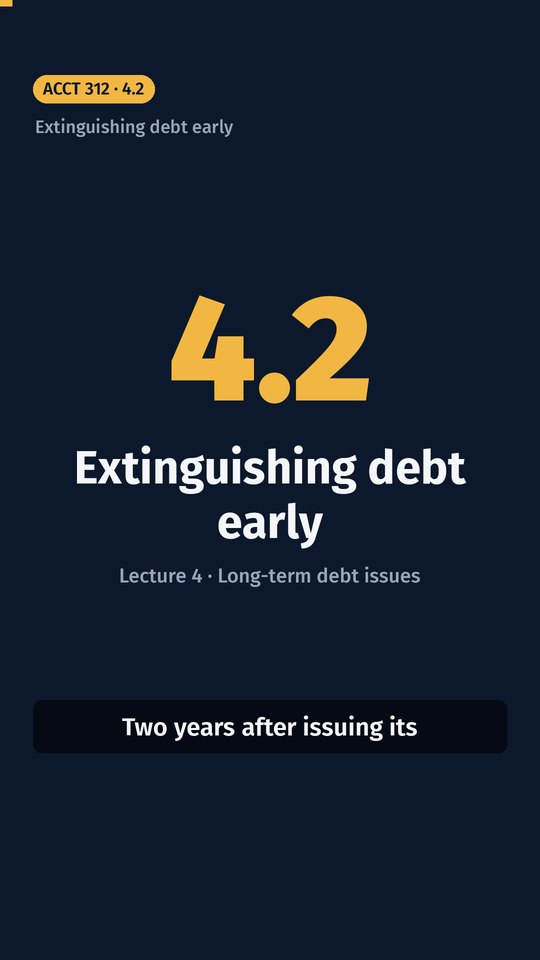 ACCT 312 · 4.2
Extinguishing debt early
4.2
Extinguishing debt
early
Lecture 4 · Long-term debt issues
Two years after issuing its